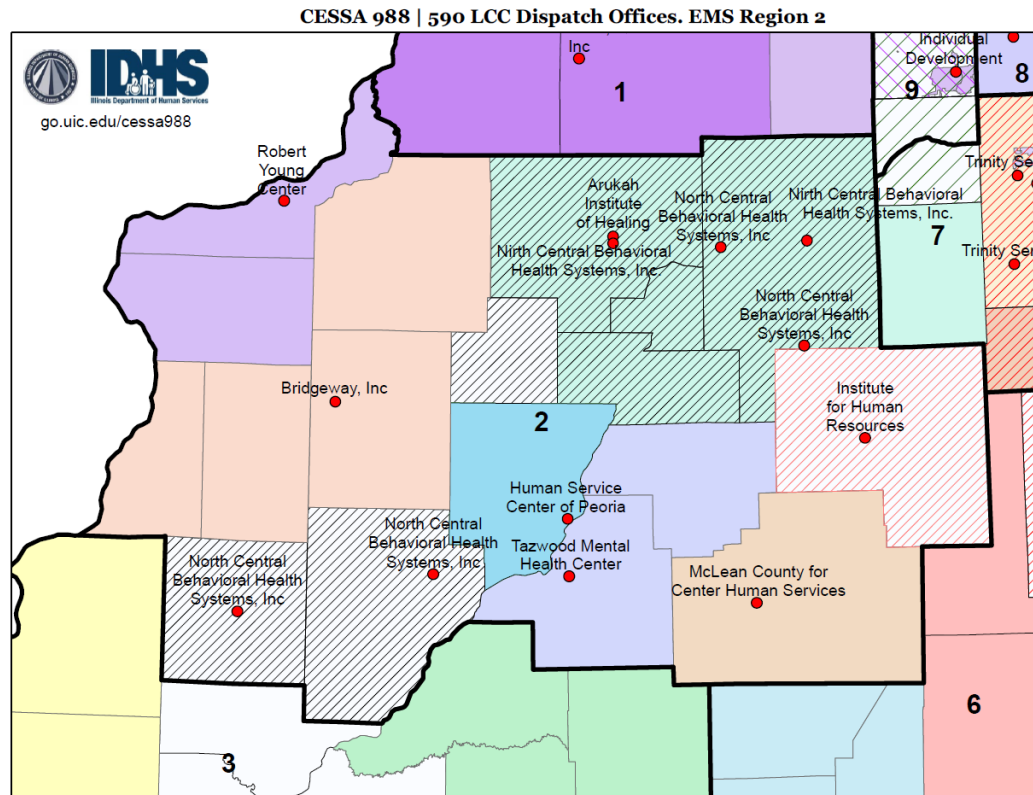 CESSA 988 | 590 LCC Dispatch Offices. EMS Region 2
IDHS
Illinois Department of Human Services
go.uic.edu/cessa988
Inc
1
Individual
Development
9
8
Robert
Young
Center
Arukah
Institute
of Healing
Nirth Central Behavioral
Health Systems, Inc.
North Central
Behavioral Health
Systems, Inc
Nirth Central Behavioral
Health Systems, Inc.
Trinity Se
7
Trinity Ser
North Central
Behavioral Health
Systems, Inc
Bridgeway, Inc
2
Institute
for Human
Resources
Human Service
Center of Peoria
North Central
Behavioral Health
Systems, Inc
Tazwood Mental
Health Center
North Central
Behavioral Health
Systems, Inc
McLean County for
Center Human Services
6
3